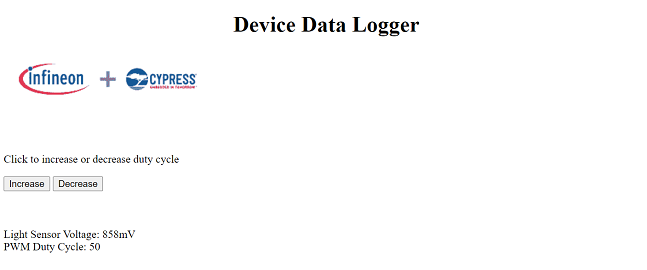 Device Data Logger
infineon + CYPRESS
EMBEDDED IN TOMORROW
Click to increase or decrease duty cycle
Increase Decrease
Light Sensor Voltage: 858mV
PWM Duty Cycle: 50